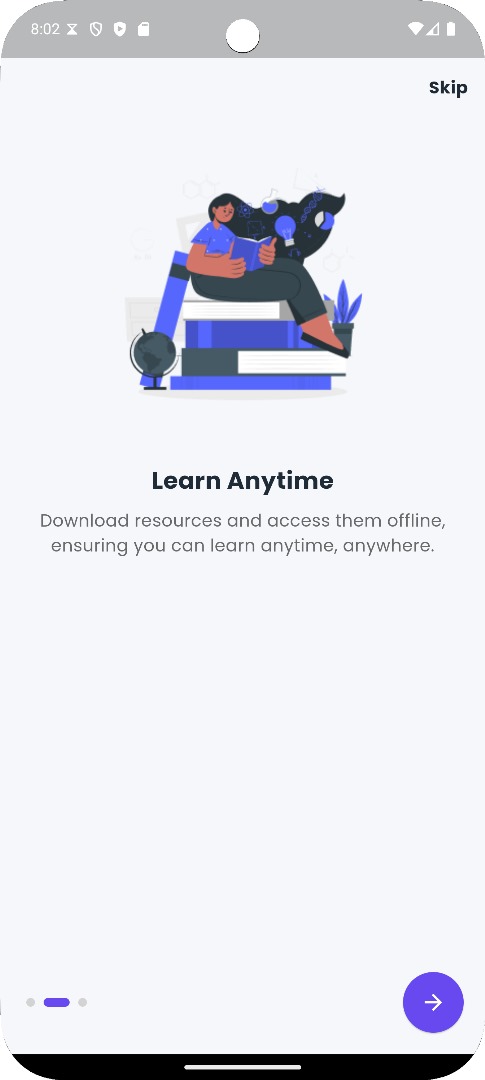 8:02
Skip
Learn Anytime
Download resources and access them offline,
ensuring you can learn anytime, anywhere.